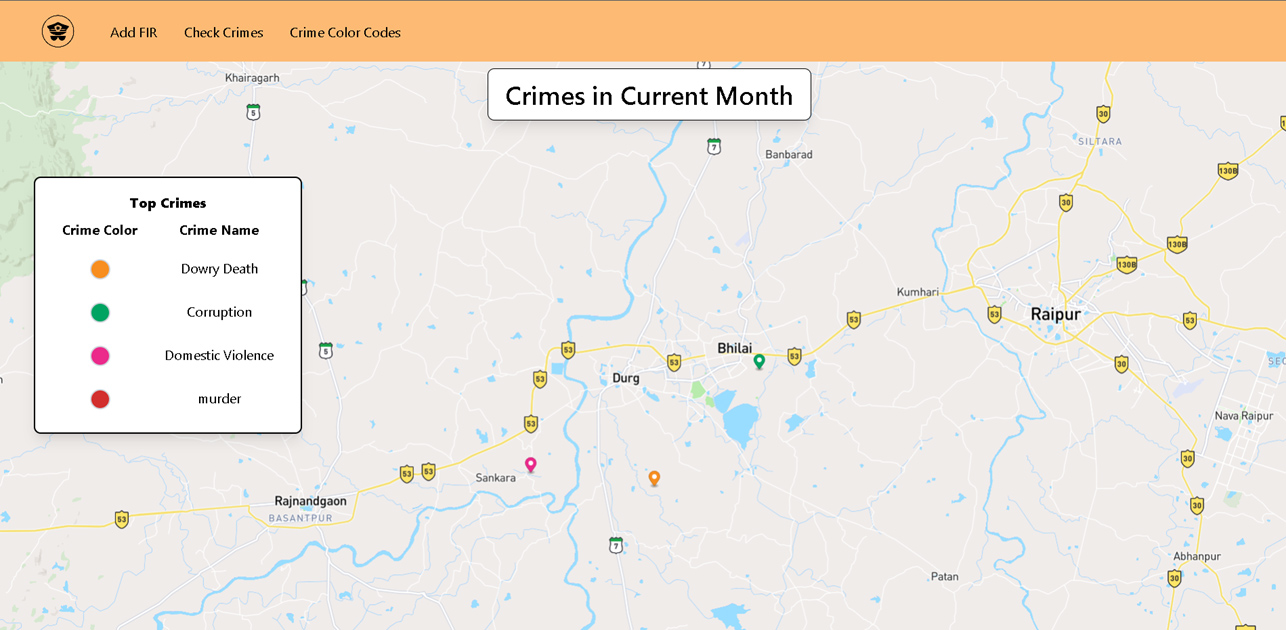 Add FIR Check Crimes Crime Color Codes
7
Crimes in Current Month
Khairagarh
5
30
SILTARA
7
Banbarad
130B
Top Crimes
30
Crime Color Crime Name
130B
Dowry Death
130B
Kumhari
Corruption
53
53
Raipur
53
5
53
Bhilai
53
53
Domestic Violence
30
Durg
53
murder
53
Nava Raipur
30
53 53
Sankara
Rajnandgaon
30
BASANTPUR
53
7
Abhanpur
Patan
30